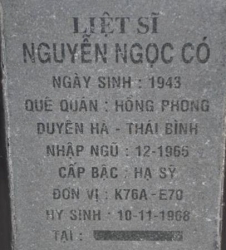 LIỆT SĨ
NGUYỄN NGỌC CÓ
NGÀY SINH : 1943
QUÊ QUÁN : HỒNG PHONG
DUYÊN HÀ - THÁI BÌNH
NHẬP NGŨ : 12-1965
CẤP BẬC : HẠ SỸ
ĐƠN VỊ : K76A - E70
HY SINH : 10-11-1968
TẠI :